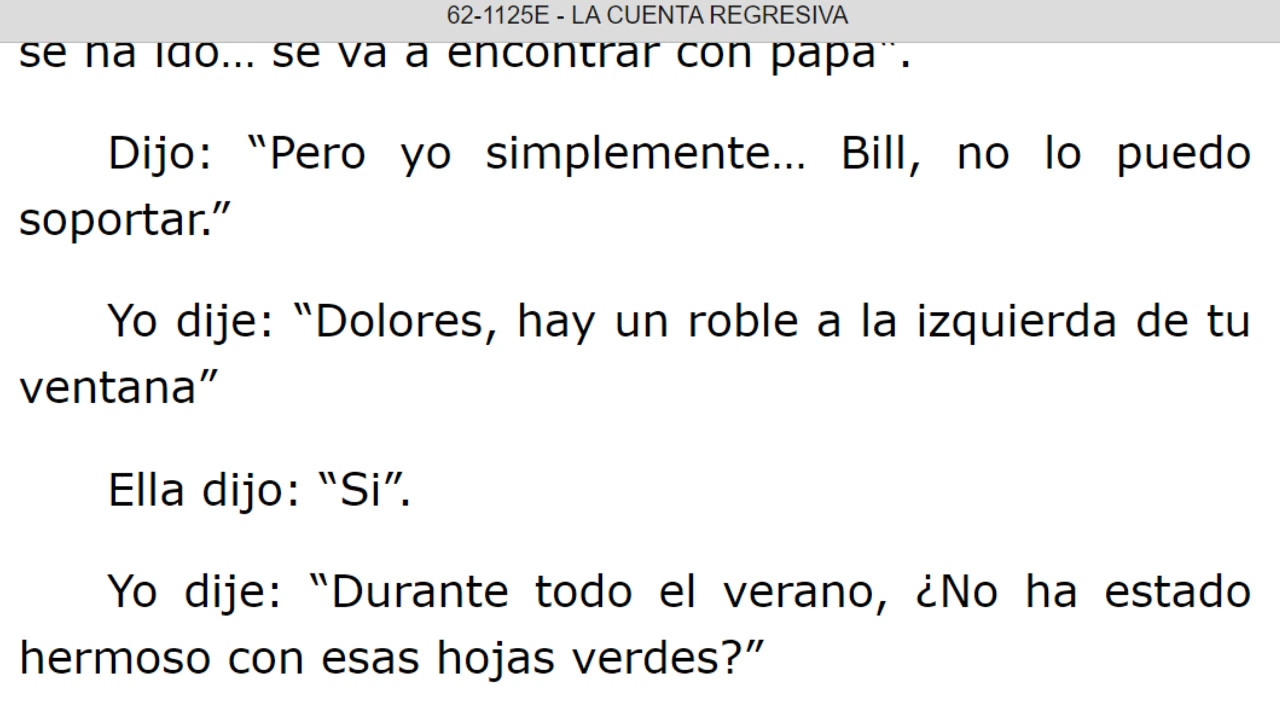 62-1125E - LA CUENTA REGRESIVA
se ha ido... se va a encontrar con papá".
Dijo: “Pero yo simplemente... Bill, no lo puedo
soportar.”
Yo dije: “Dolores, hay un roble a la izquierda de tu
ventana”
Ella dijo: “Si”.
Yo dije: “Durante todo el verano, ¿No ha estado
hermoso con esas hojas verdes?”